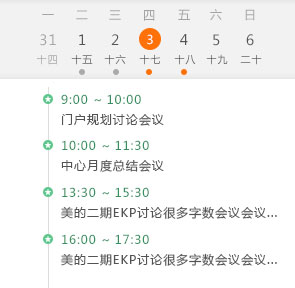 一 二 三 四 五 六 日
31 1 2 3 4 5 6
十四 十五 十六 十七 十八 十九 二十
9:00 ~ 10:00
门户规划讨论会议
10:00 ~ 11:30
中心月度总结会议
13:30 ~ 15:30
美的二期EKP讨论很多字数会议会议...
16:00 ~ 17:30
美的二期EKP讨论很多字数会议会议...